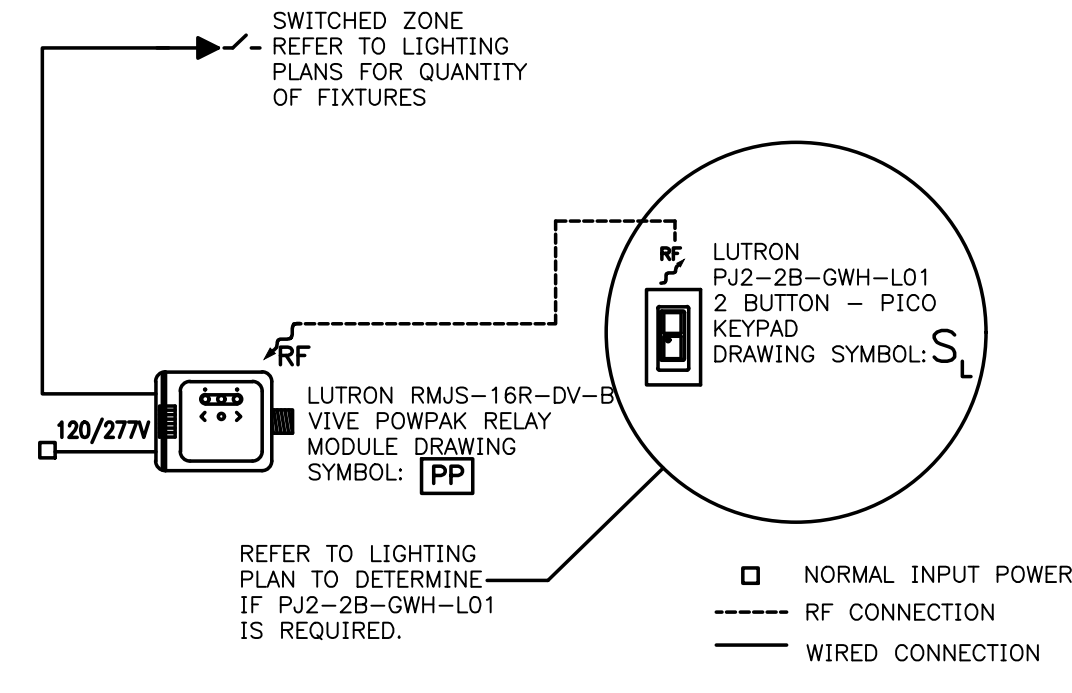 SWITCHED ZONE
REFER TO LIGHTING
PLANS FOR QUANTITY
OF FIXTURES
RF
LUTRON
PJ2-2B-GWH-L01
2 BUTTON - PICO
KEYPAD
DRAWING SYMBOL: SL
RF
120/277V
LUTRON RMJS-16R-DV-B
VIVE POWPAK RELAY
MODULE DRAWING
SYMBOL: PP
REFER TO LIGHTING
PLAN TO DETERMINE
IF PJ2-2B-GWH-L01
IS REQUIRED.
NORMAL INPUT POWER
RF CONNECTION
WIRED CONNECTION